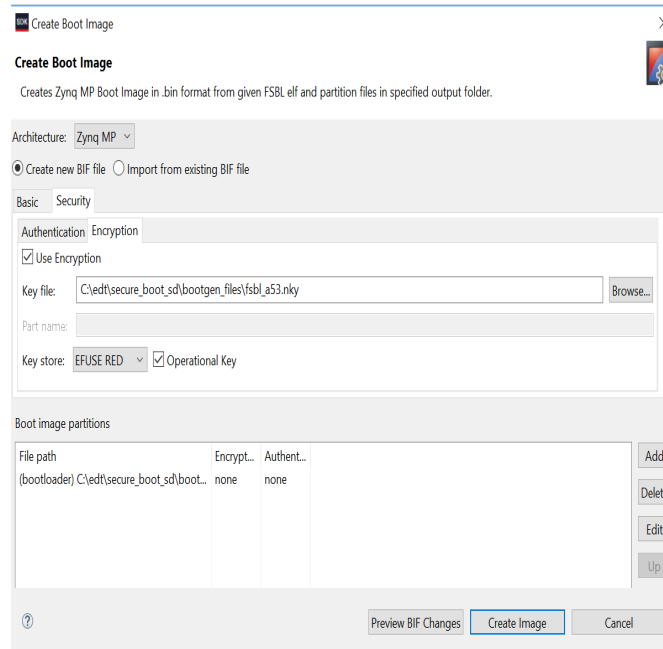 SDK Create Boot Image
Create Boot Image
Creates Zynq MP Boot Image in .bin format from given FSBL elf and partition files in specified output folder.
Architecture: Zynq MP
Create new BIF file Import from existing BIF file
Basic Security
Authentication Encryption
Use Encryption
Key file: C:\edt\secure_boot_sd\bootgen_files\fsbl_a53.nky Browse...
Part name:
Key store: EFUSE RED Operational Key
Boot image partitions
File path Encrypt... Authent...
Add
(bootloader) C:\edt\secure_boot_sd\boot... none none
Delet
Edit
Up
? Preview BIF Changes Create Image Cancel